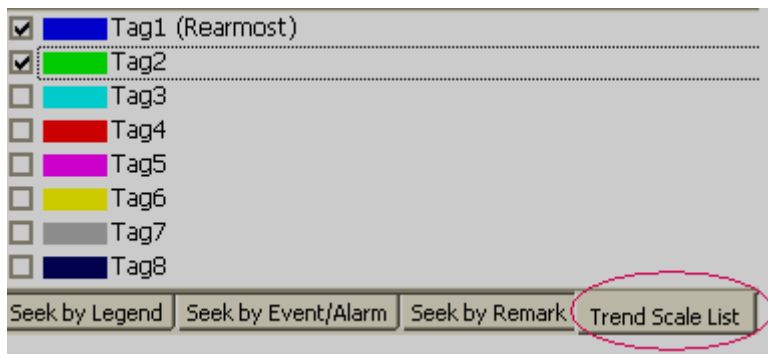 Tag1 (Rearmost)
Tag2
Tag3
Tag4
Tag5
Tag6
Tag7
Tag8
Seek by Legend Seek by Event/Alarm Seek by Remark Trend Scale List